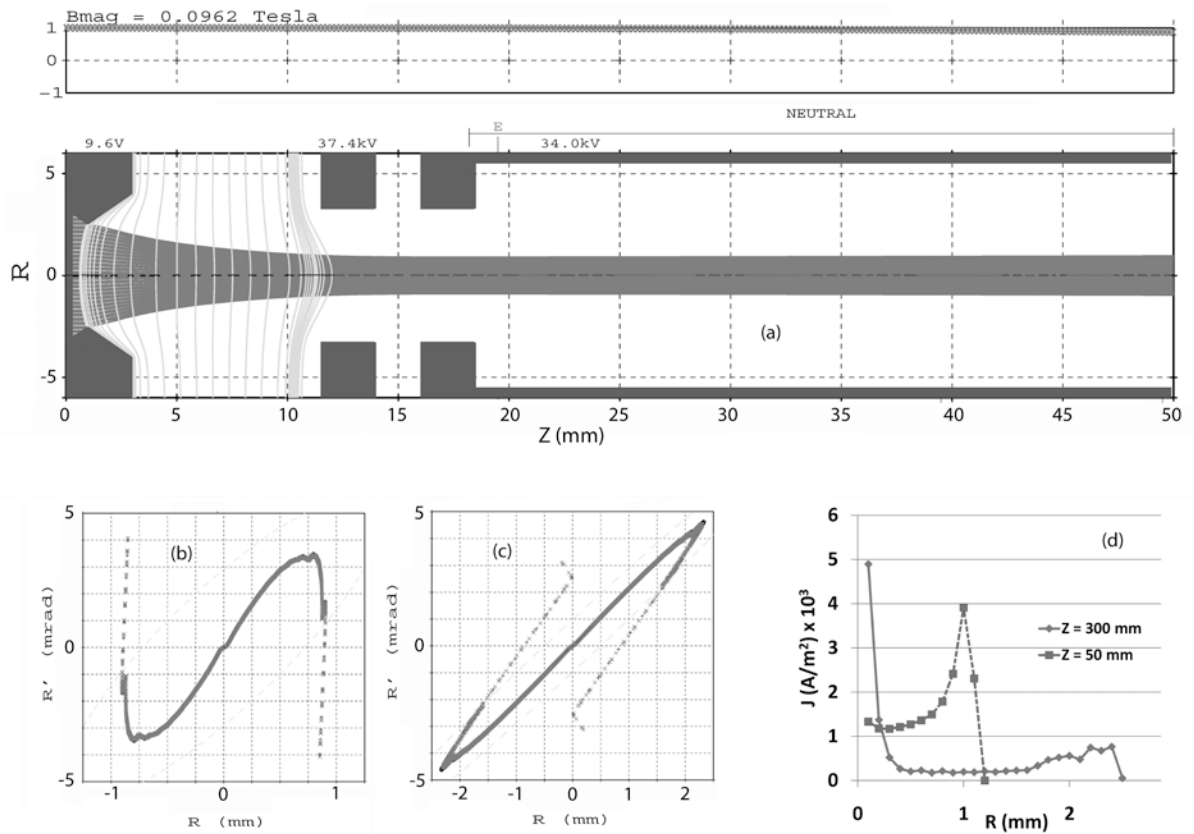 Bmag = 0.0962 Tesla
1
0
-1
NEUTRAL
E
9.6V 37.4kV 34.0kV
5
0
-5
R
(a)
0 5 10 15 20 25 30 35 40 45 50
Z (mm)
5
0
-5
R' (mrad)
(b)
-1 0 1
R (mm)
5
0
-5
R' (mrad)
(c)
-2 -1 0 1 2
R (mm)
6
5
4
3
2
1
0
J (A/m²) x 10³
(d)
Z = 300 mm
Z = 50 mm
0 1 2
R (mm)